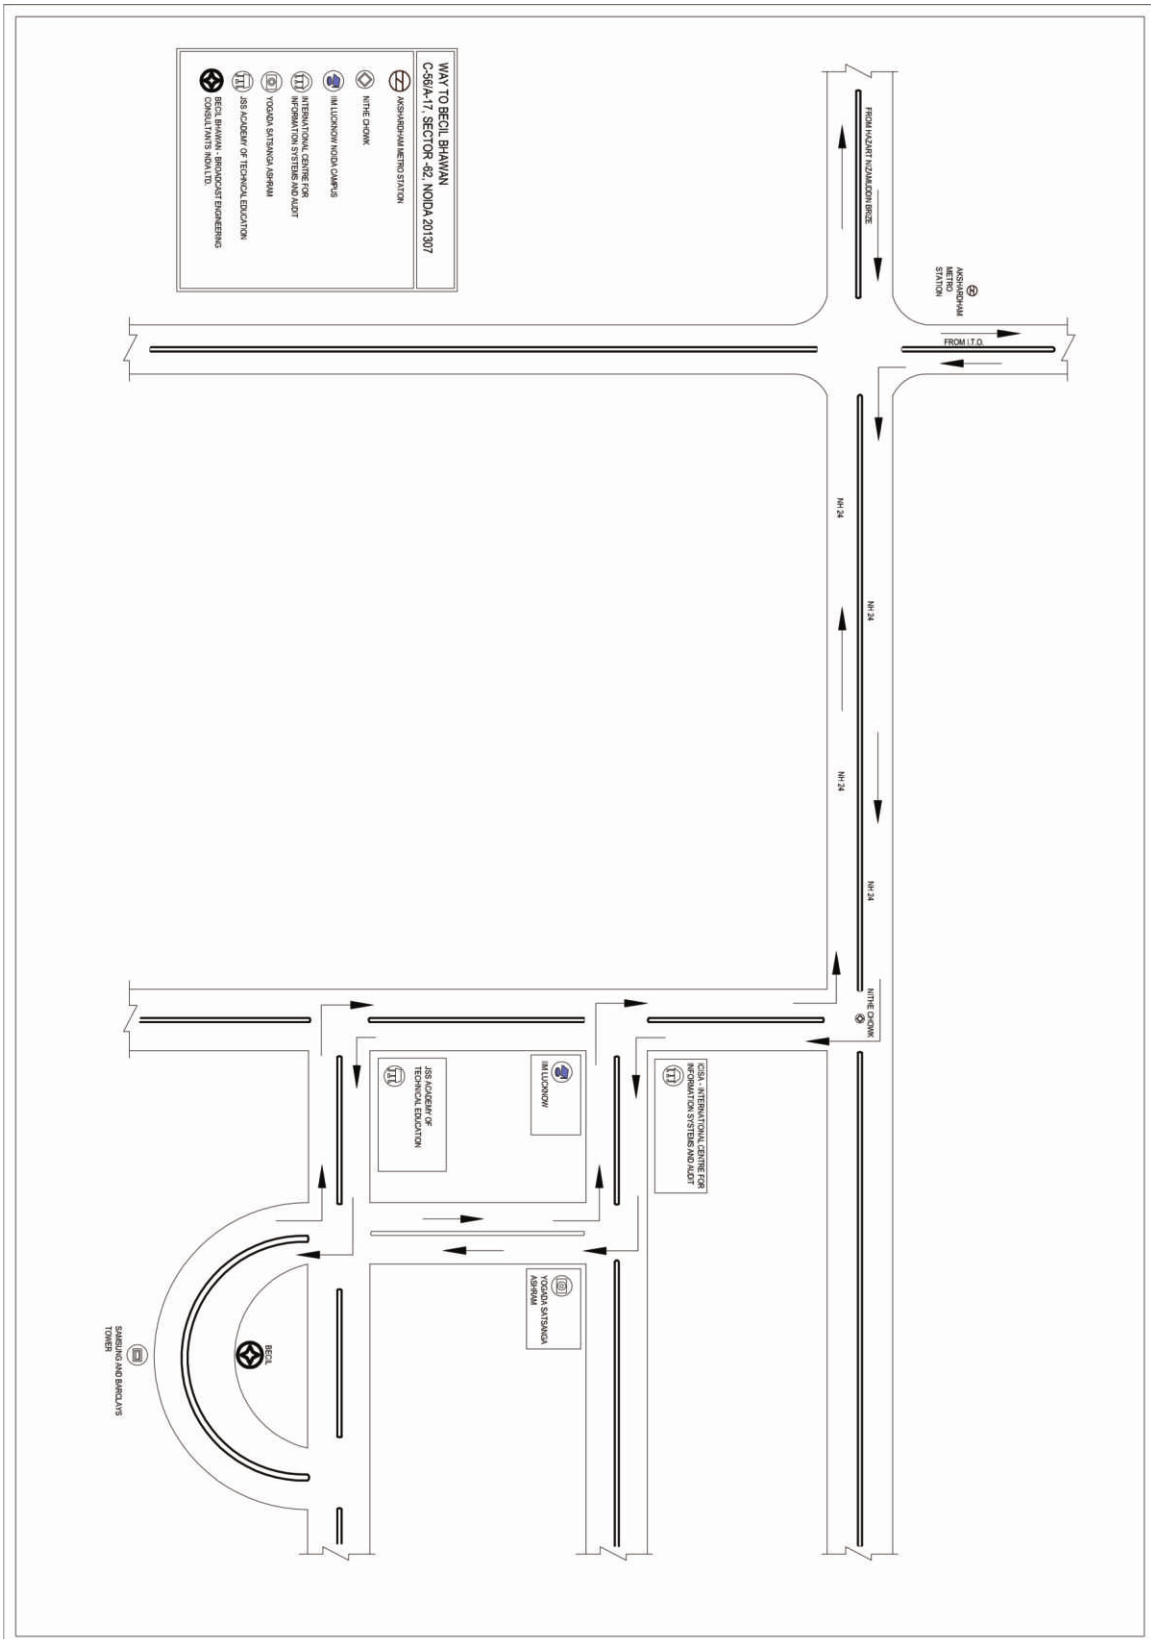 WAY TO BECIL BHAWAN
C-56/A-17, SECTOR -62, NOIDA 201307
AKSHARDHAM METRO STATION
NITHE CHOWK
IIM LUCKNOW NOIDA CAMPUS
INTERNATIONAL CENTRE FOR
INFORMATION SYSTEMS AND AUDIT
YOGADA SATSANGA ASHRAM
JSS ACADEMY OF TECHNICAL EDUCATION
BECIL BHAWAN - BROADCAST ENGINEERING
CONSULTANTS INDIA LTD.
FROM HAZART NIZAMUDDIN BRIZE
AKSHARDHAM
METRO
STATION
FROM I.T.O.
NH 24
NH 24
NH 24
NH 24
NITHE CHOWK
ICISA - INTERNATIONAL CENTRE FOR
INFORMATION SYSTEMS AND AUDIT
IIM LUCKNOW
JSS ACADEMY OF
TECHNICAL EDUCATION
YOGADA SATSANGA
ASHRAM
BECIL
SAMSUNG AND BARCLAYS
TOWER